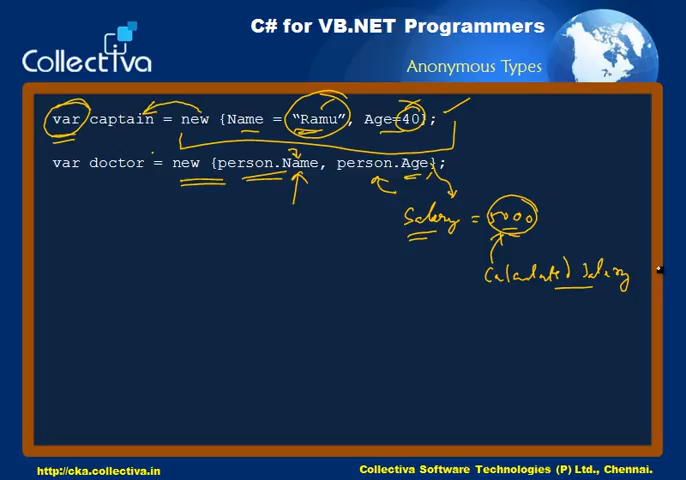 C# for VB.NET Programmers
Collectiva
Anonymous Types
var captain = new {Name = "Ramu", Age=40};
var doctor = new {person.Name, person.Age};
Salary = 5000
Calculated Salary
http://cka.collectiva.in
Collectiva Software Technologies (P) Ltd., Chennai.